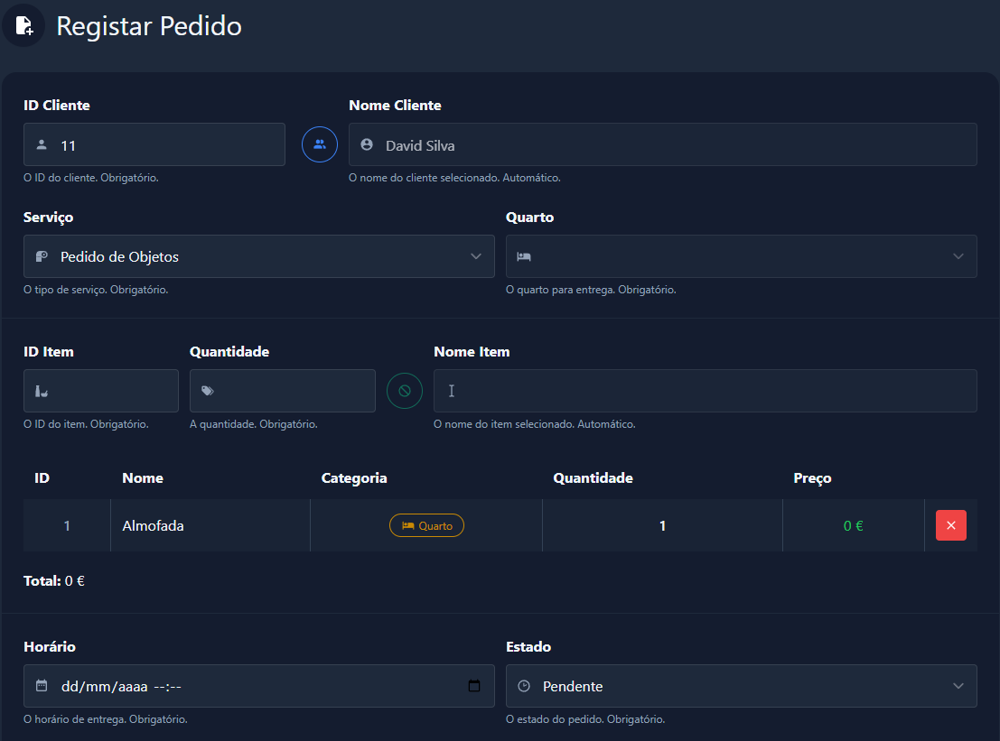 Registar Pedido
ID Cliente
Nome Cliente
11
David Silva
O ID do cliente. Obrigatório.
O nome do cliente selecionado. Automático.
Serviço
Quarto
Pedido de Objetos
O tipo de serviço. Obrigatório.
O quarto para entrega. Obrigatório.
ID Item
Quantidade
Nome Item
O ID do item. Obrigatório.
A quantidade. Obrigatório.
O nome do item selecionado. Automático.
ID Nome Categoria Quantidade Preço
1 Almofada Quarto 1 0 €
Total: 0 €
Horário
Estado
dd/mm/aaaa --:--
Pendente
O horário de entrega. Obrigatório.
O estado do pedido. Obrigatório.